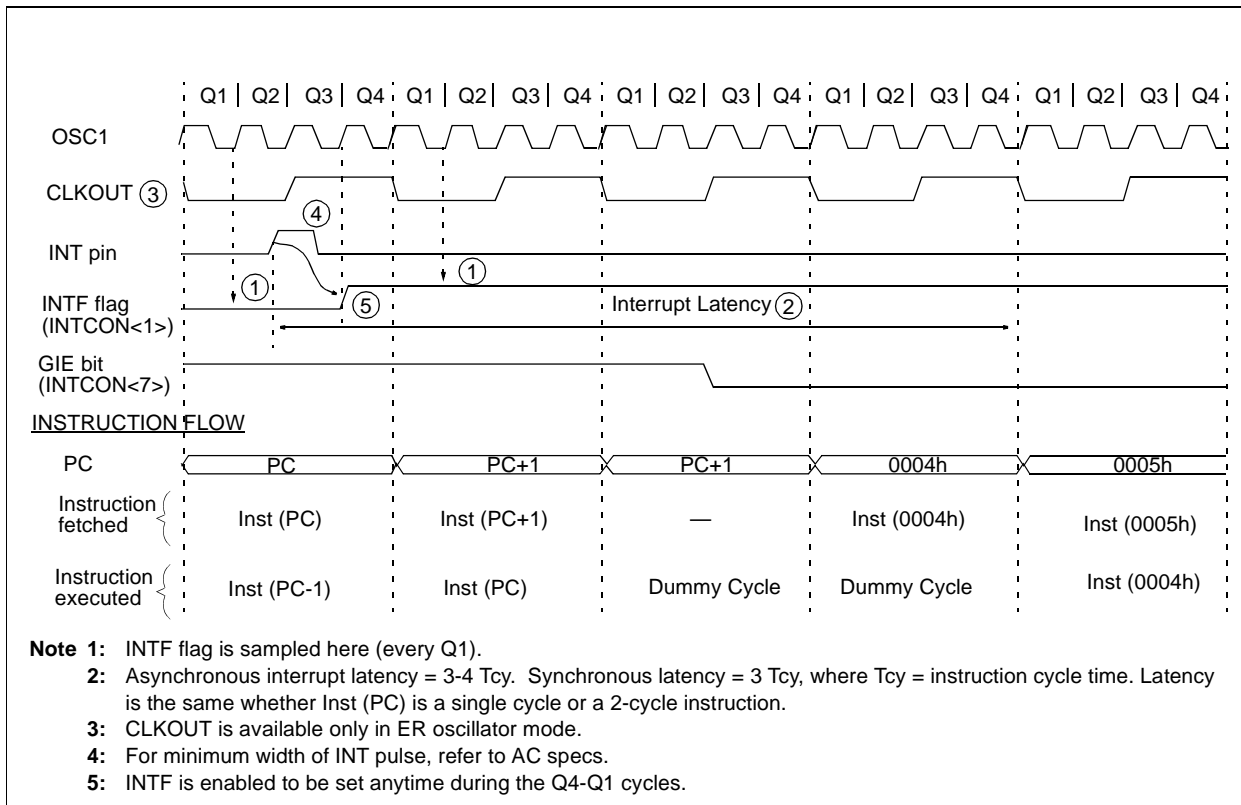 Q1 | Q2 | Q3 | Q4 Q1 | Q2 | Q3 | Q4 Q1 | Q2 | Q3 | Q4 Q1 | Q2 | Q3 | Q4 Q1 | Q2 | Q3 | Q4
OSC1
CLKOUT 3
4
INT pin
1
1
INTF flag
(INTCON<1>)
5
Interrupt Latency 2
GIE bit
(INTCON<7>)
INSTRUCTION FLOW
PC PC PC+1 PC+1 0004h 0005h
Instruction
fetched
Inst (PC) Inst (PC+1) — Inst (0004h) Inst (0005h)
Instruction
executed
Inst (PC-1) Inst (PC) Dummy Cycle Dummy Cycle Inst (0004h)
Note 1: INTF flag is sampled here (every Q1).
2: Asynchronous interrupt latency = 3-4 Tcy. Synchronous latency = 3 Tcy, where Tcy = instruction cycle time. Latency
is the same whether Inst (PC) is a single cycle or a 2-cycle instruction.
3: CLKOUT is available only in ER oscillator mode.
4: For minimum width of INT pulse, refer to AC specs.
5: INTF is enabled to be set anytime during the Q4-Q1 cycles.